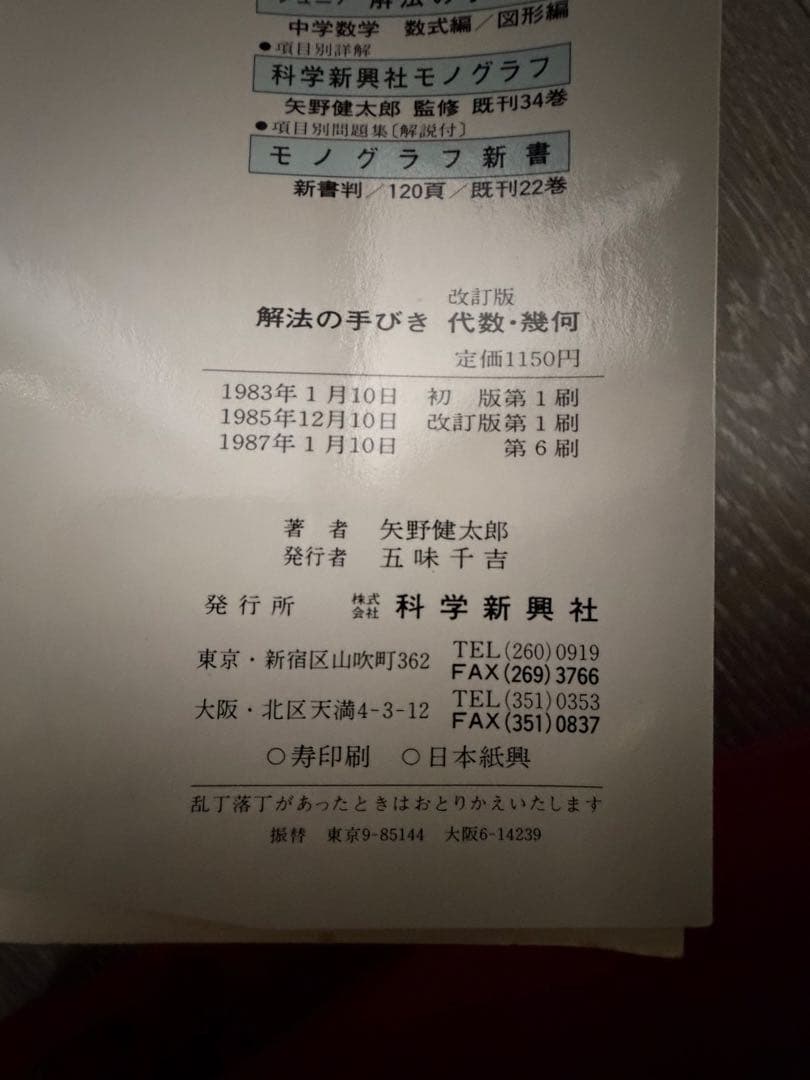 解法の
中学数学 数式編／図形編
●項目別詳解
科学新興社モノグラフ
矢野健太郎 監修 既刊34巻
●項目別問題集〔解説付〕
モノグラフ新書
新書判／120頁／既刊22巻
改訂版
解法の手びき 代数・幾何
定価1150円
1983年1月10日 初 版第1刷
1985年12月10日 改訂版第1刷
1987年1月10日 第6刷
著 者 矢野健太郎
発行者 五味千吉
発行所 株式会社 科学新興社
東京・新宿区山吹町362 TEL(260)0919
FAX(269)3766
大阪・北区天満4-3-12 TEL(351)0353
FAX(351)0837
○寿印刷 ○日本紙興
乱丁落丁があったときはおとりかえいたします
振替 東京9-85144 大阪6-14239